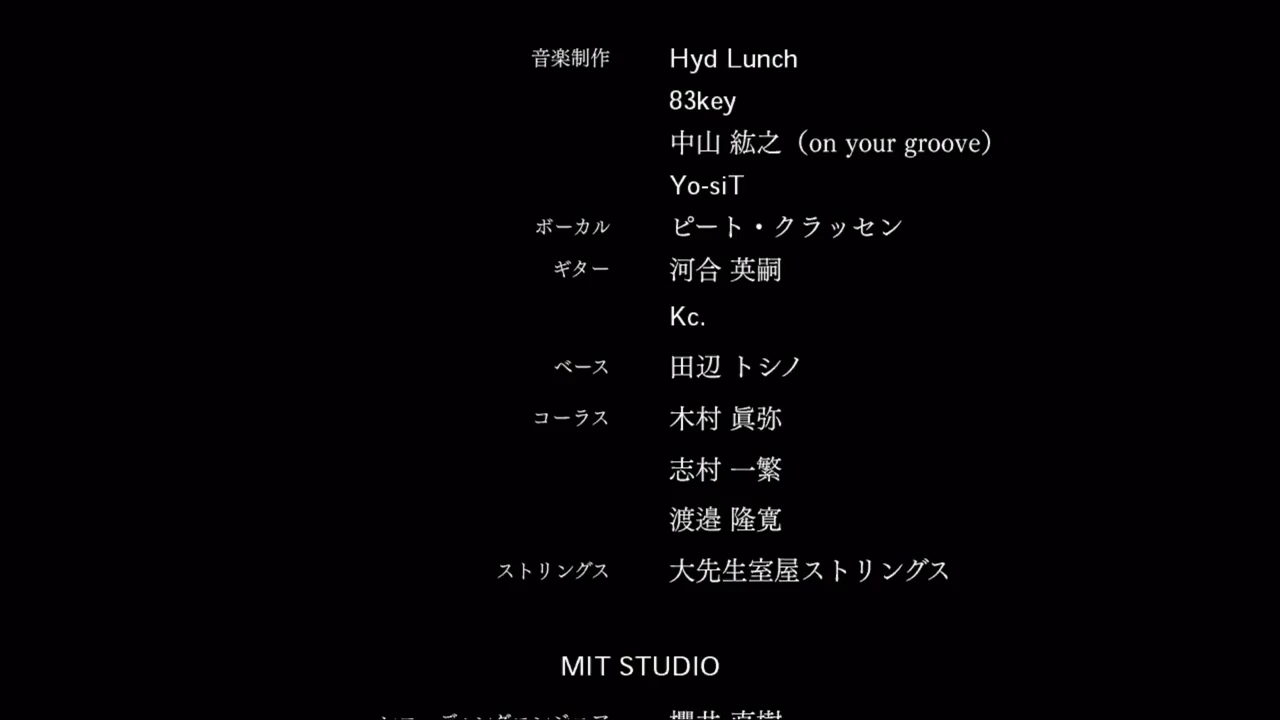 音楽制作 Hyd Lunch
83key
中山 紘之（on your groove）
Yo-siT
ボーカル ピート・クラッセン
ギター 河合 英嗣
Kc.
ベース 田辺 トシノ
コーラス 木村 眞弥
志村 一繁
渡邉 隆寛
ストリングス 大先生室屋ストリングス
MIT STUDIO